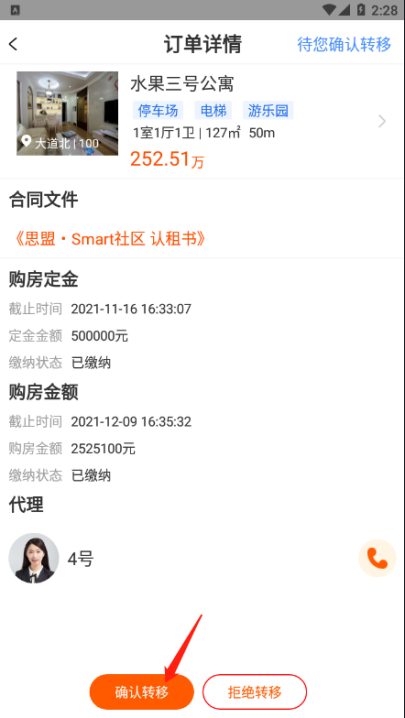 A 2:28
订单详情 待您确认转移
水果三号公寓
停车场 电梯 游乐园
1室1厅1卫 | 127㎡ 50m
大道北 | 100
252.51万
合同文件
《思盟·Smart社区 认租书》
购房定金
截止时间 2021-11-16 16:33:07
定金金额 500000元
缴纳状态 已缴纳
购房金额
截止时间 2021-12-09 16:35:32
购房金额 2525100元
缴纳状态 已缴纳
代理
4号
确认转移 拒绝转移